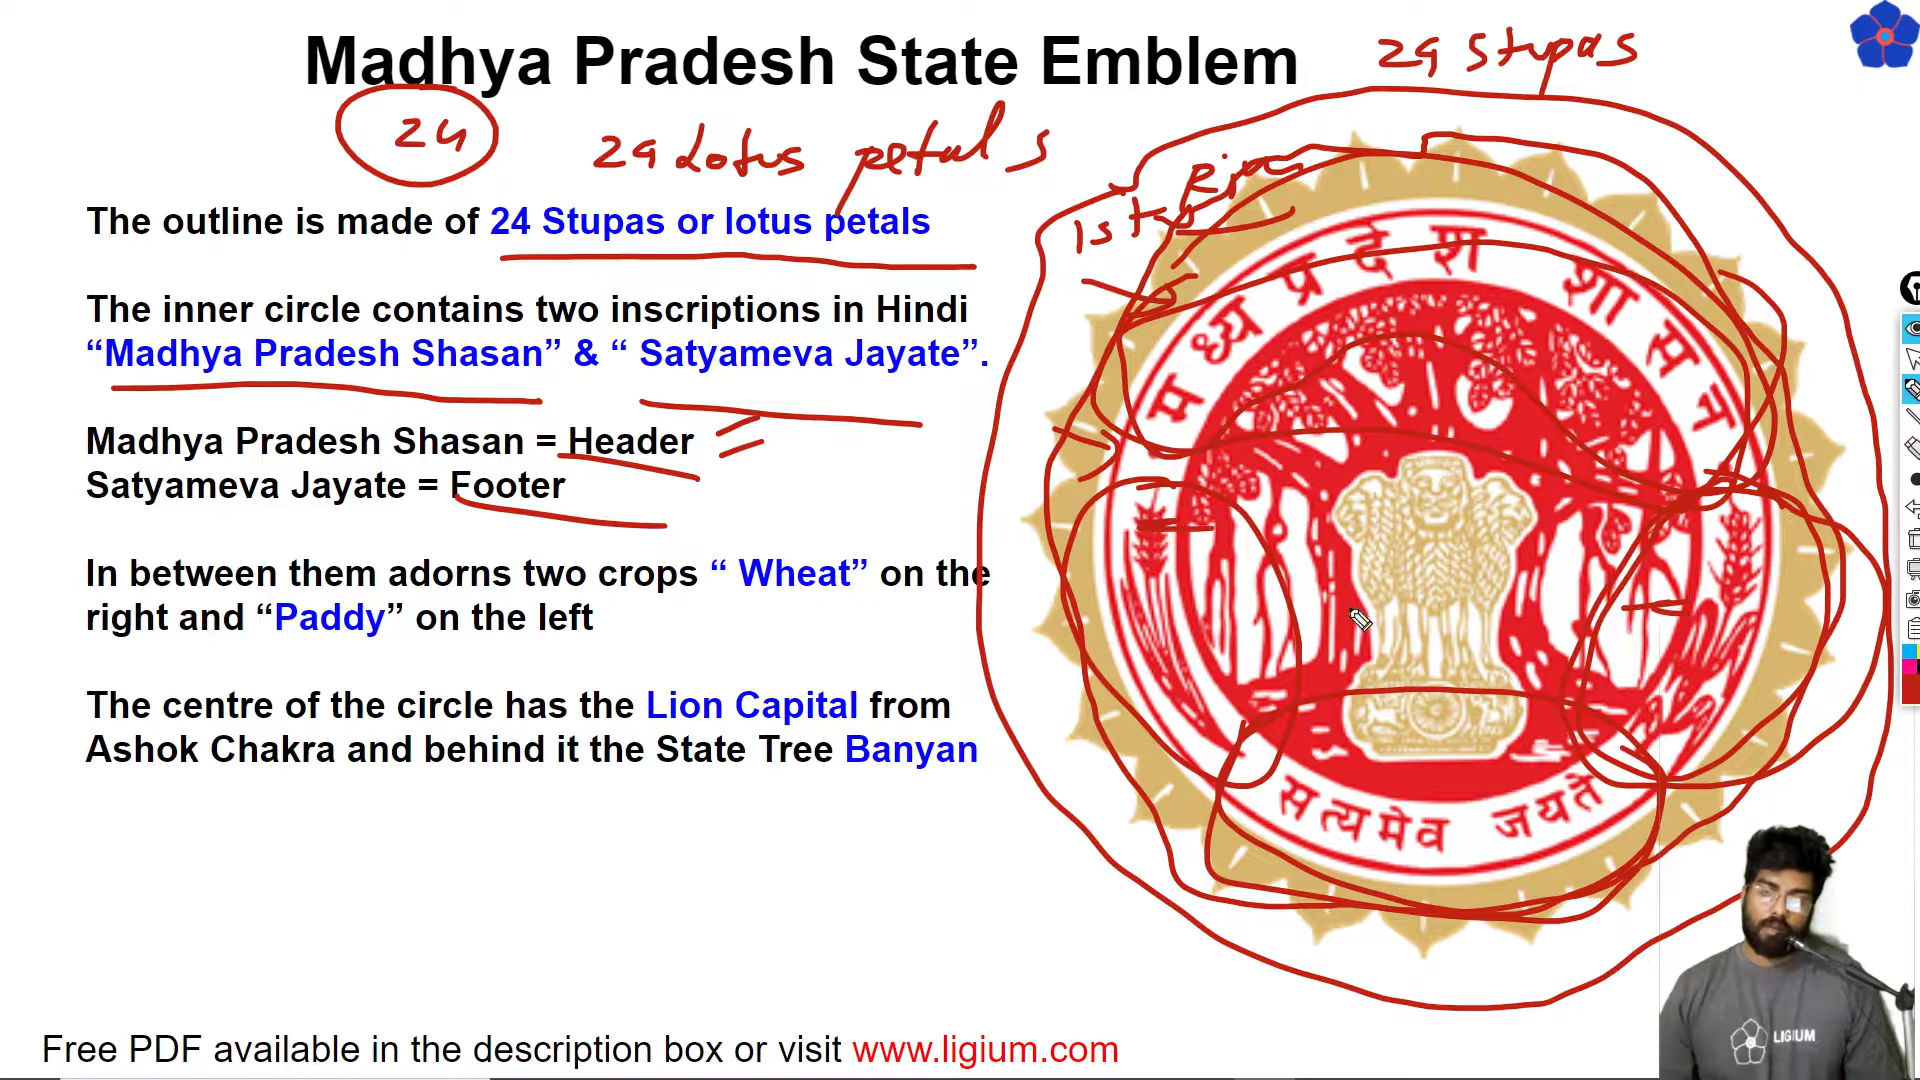 Madhya Pradesh State Emblem
24 Stupas
24
24 Lotus petals
1st Ring
The outline is made of 24 Stupas or lotus petals
The inner circle contains two inscriptions in Hindi
“Madhya Pradesh Shasan” & “ Satyameva Jayate”.
Madhya Pradesh Shasan = Header
Satyameva Jayate = Footer
In between them adorns two crops “ Wheat” on the
right and “Paddy” on the left
The centre of the circle has the Lion Capital from
Ashok Chakra and behind it the State Tree Banyan
मध्य प्रदेश शासन
सत्यमेव जयते
LIGIUM
Free PDF available in the description box or visit www.ligium.com